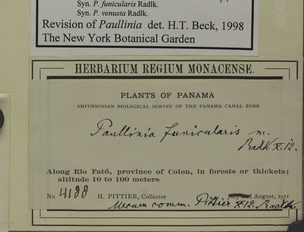 Syn. P. funicularis Radlk.
Syn. P. venusta Radlk.
Revision of Paullinia det. H.T. Beck, 1998
The New York Botanical Garden
HERBARIUM REGIUM MONACENSE.
PLANTS OF PANAMA
SMITHSONIAN BIOLOGICAL SURVEY OF THE PANAMA CANAL ZONE
Paullinia funicularis m.
Radlk X.12.
Along Rio Fató, province of Colon, in forests or thickets;
altitude 10 to 100 meters
No 4188 H. PITTIER, Collector August, 1911
comm. Pittier X 12. Radlk.